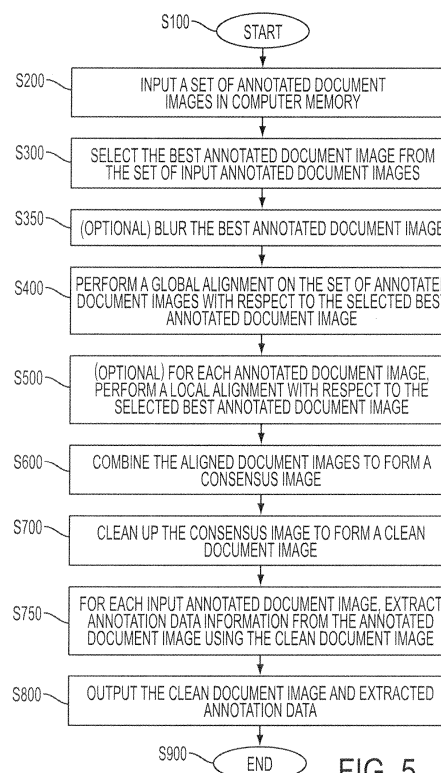 S100
START
S200
INPUT A SET OF ANNOTATED DOCUMENT
IMAGES IN COMPUTER MEMORY
S300
SELECT THE BEST ANNOTATED DOCUMENT IMAGE FROM
THE SET OF INPUT ANNOTATED DOCUMENT IMAGES
S350
(OPTIONAL) BLUR THE BEST ANNOTATED DOCUMENT IMAGE
S400
PERFORM A GLOBAL ALIGNMENT ON THE SET OF ANNOTATED
DOCUMENT IMAGES WITH RESPECT TO THE SELECTED BEST
ANNOTATED DOCUMENT IMAGE
S500
(OPTIONAL) FOR EACH ANNOTATED DOCUMENT IMAGE,
PERFORM A LOCAL ALIGNMENT WITH RESPECT TO THE
SELECTED BEST ANNOTATED DOCUMENT IMAGE
S600
COMBINE THE ALIGNED DOCUMENT IMAGES TO FORM A
CONSENSUS IMAGE
S700
CLEAN UP THE CONSENSUS IMAGE TO FORM A CLEAN
DOCUMENT IMAGE
S750
FOR EACH INPUT ANNOTATED DOCUMENT IMAGE, EXTRACT
ANNOTATION DATA INFORMATION FROM THE ANNOTATED
DOCUMENT IMAGE USING THE CLEAN DOCUMENT IMAGE
S800
OUTPUT THE CLEAN DOCUMENT IMAGE AND EXTRACTED
ANNOTATION DATA
S900
END
FIG. 5